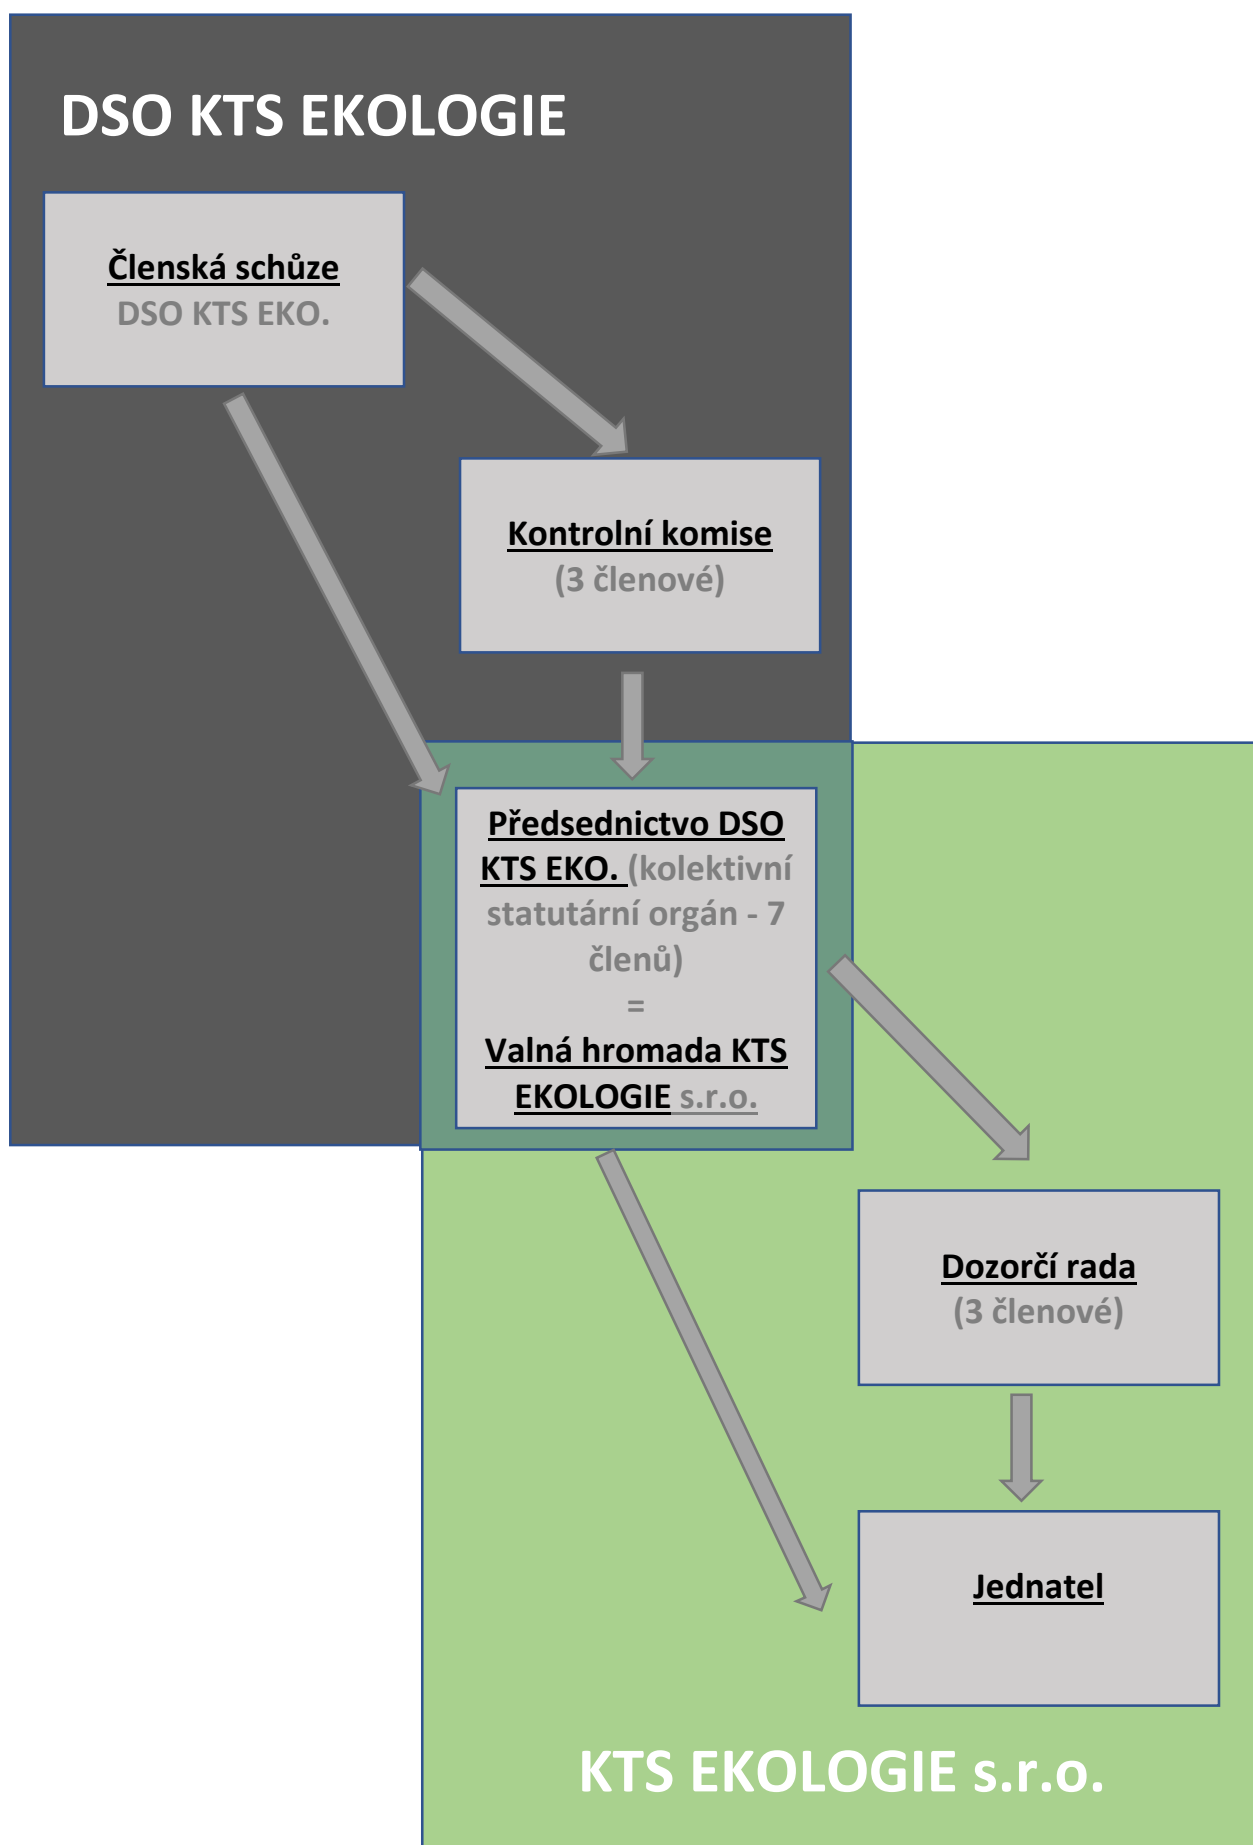 DSO KTS EKOLOGIE
Členská schůze
DSO KTS EKO.
Kontrolní komise
(3 členové)
Předsednictvo DSO
KTS EKO. (kolektivní
statutární orgán - 7
členů)
=
Valná hromada KTS
EKOLOGIE s.r.o.
Dozorčí rada
(3 členové)
Jednatel
KTS EKOLOGIE s.r.o.